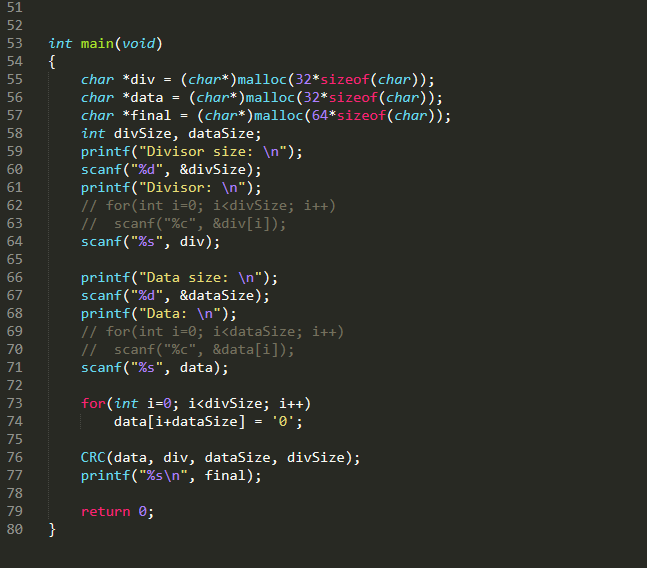 51
52
53 int main(void)
54 {
55     char *div = (char*)malloc(32*sizeof(char));
56     char *data = (char*)malloc(32*sizeof(char));
57     char *final = (char*)malloc(64*sizeof(char));
58     int divSize, dataSize;
59     printf("Divisor size: \n");
60     scanf("%d", &divSize);
61     printf("Divisor: \n");
62     // for(int i=0; i<divSize; i++)
63     //  scanf("%c", &div[i]);
64     scanf("%s", div);
65
66     printf("Data size: \n");
67     scanf("%d", &dataSize);
68     printf("Data: \n");
69     // for(int i=0; i<dataSize; i++)
70     //  scanf("%c", &data[i]);
71     scanf("%s", data);
72
73     for(int i=0; i<divSize; i++)
74         data[i+dataSize] = '0';
75
76     CRC(data, div, dataSize, divSize);
77     printf("%s\n", final);
78
79     return 0;
80 }